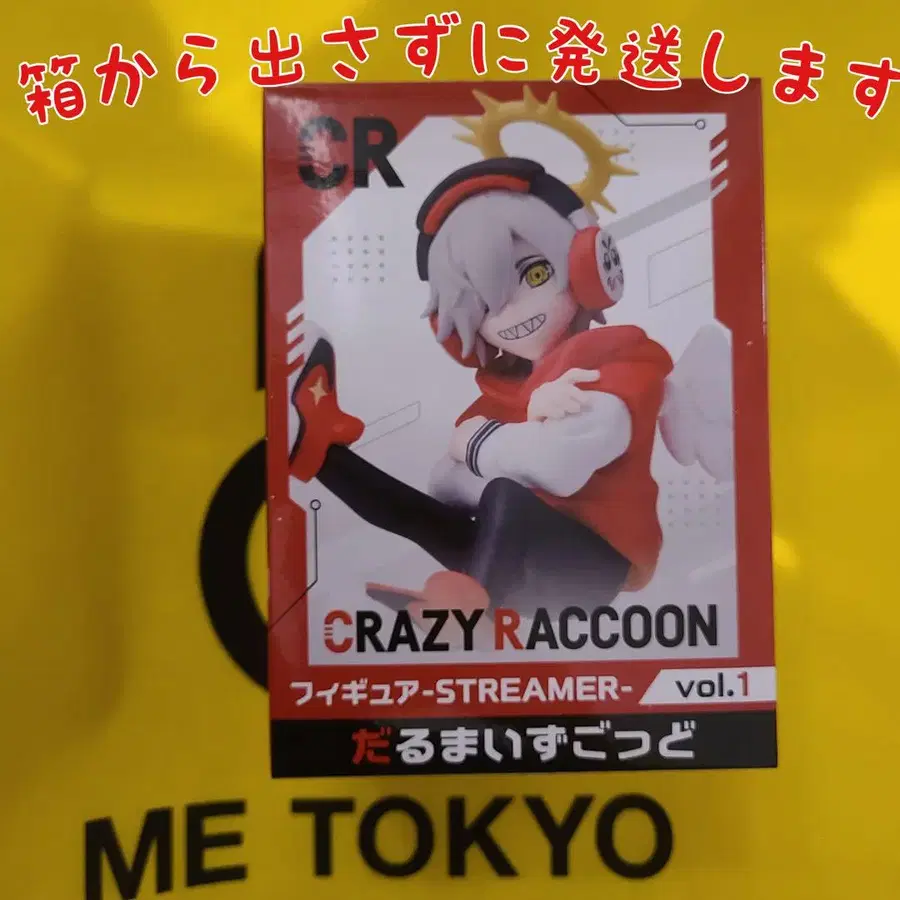 箱から出さずに発送します
CR
CRAZY RACCOON
フィギュア-STREAMER-
vol.1
だるまいずごっど
ME TOKYO